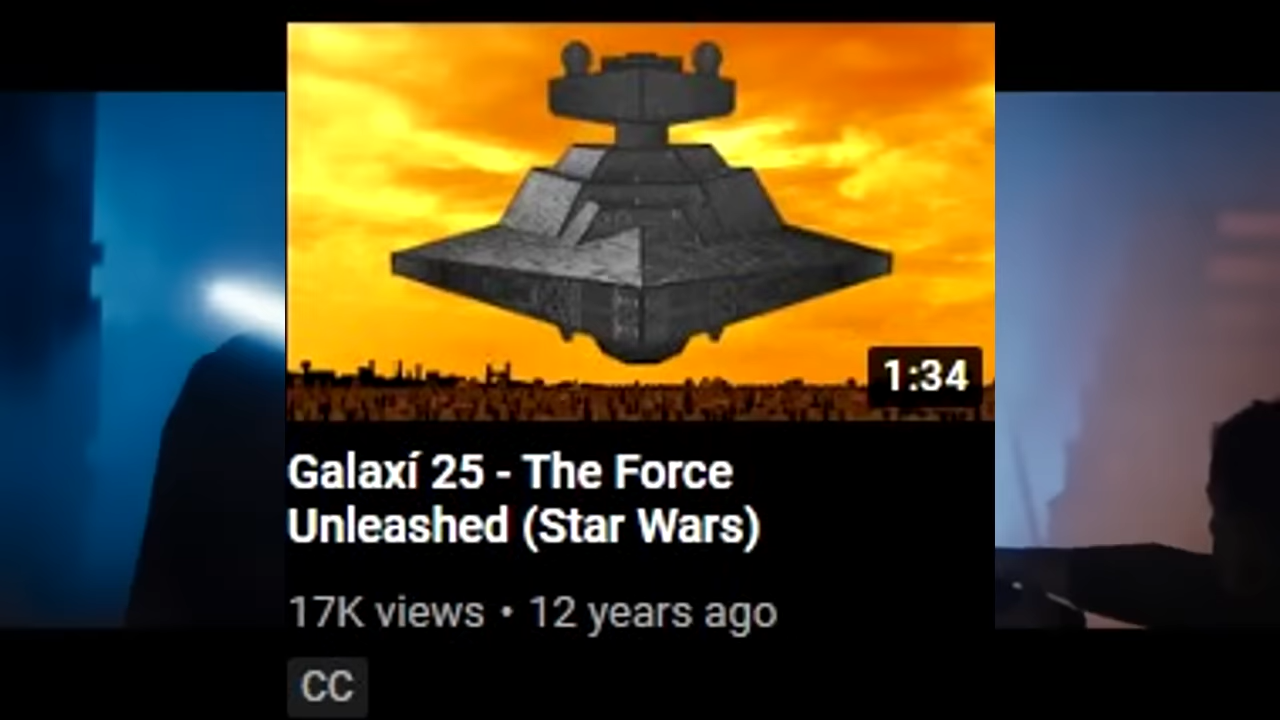 1:34
Galaxí 25 - The Force
Unleashed (Star Wars)
17K views • 12 years ago
CC